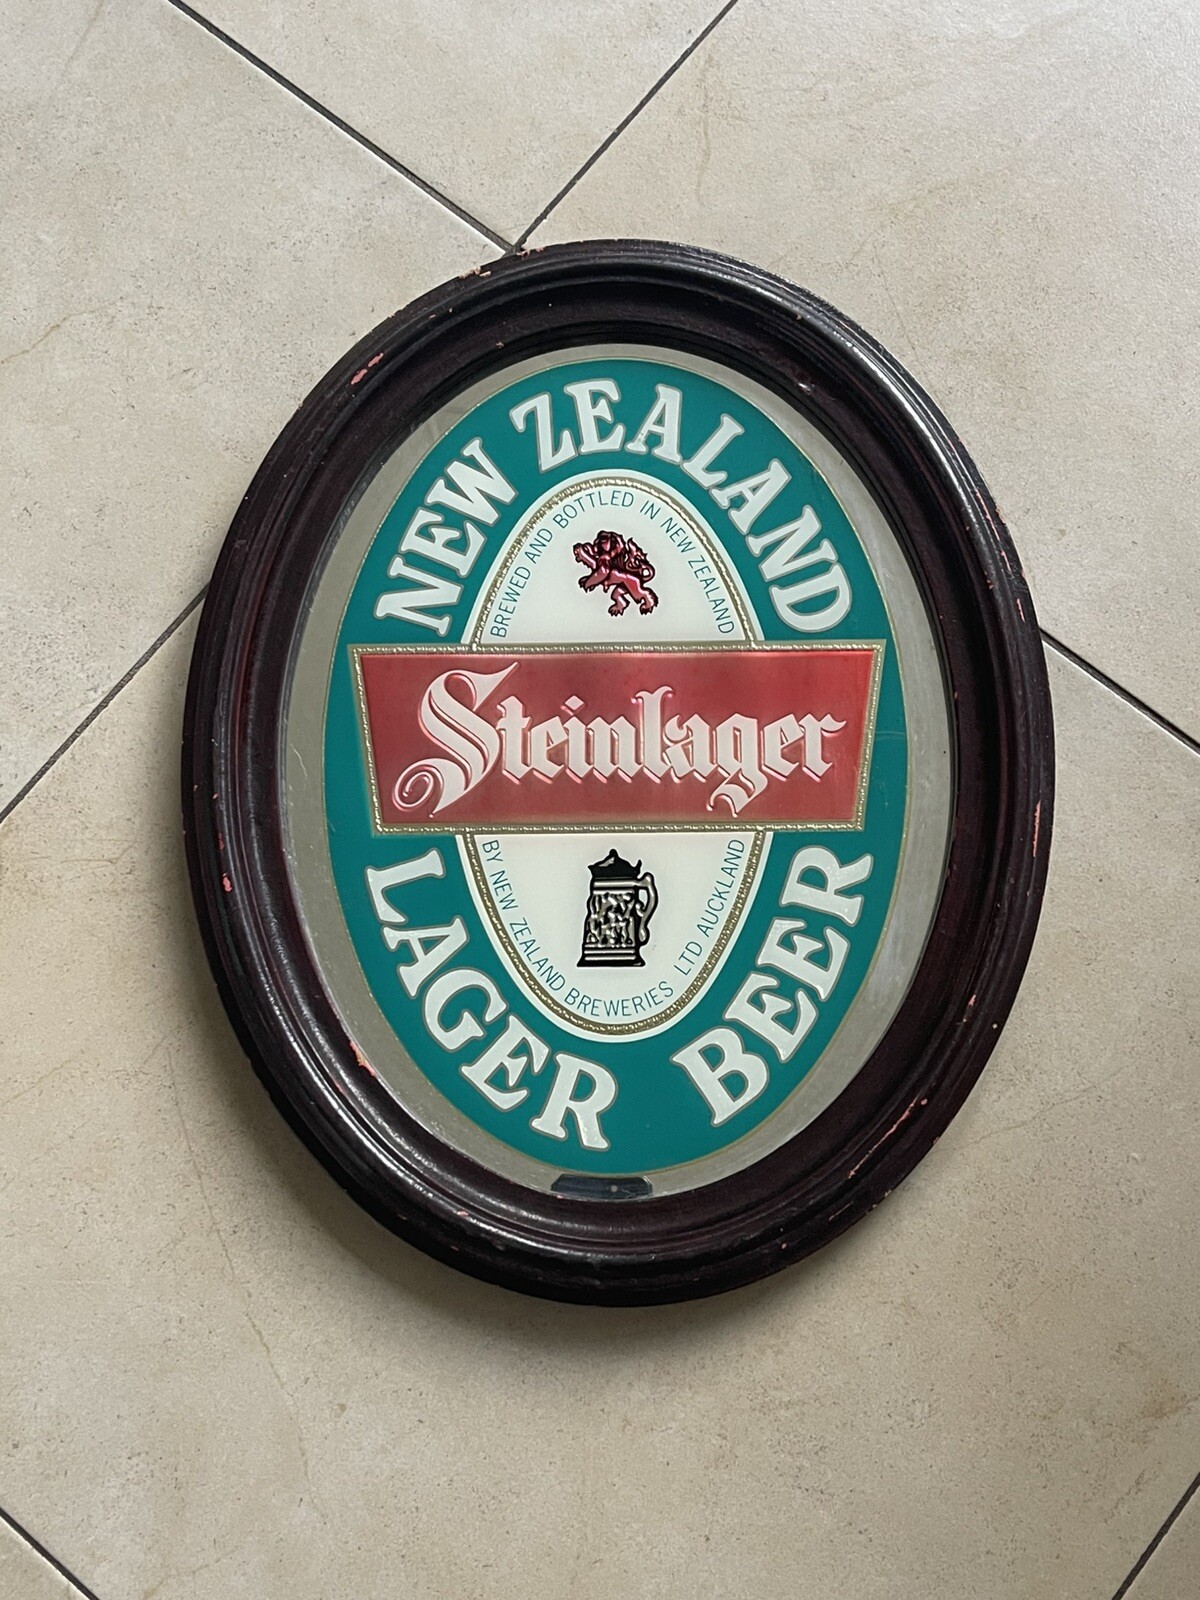 NEW ZEALAND
BREWED AND BOTTLED IN NEW ZEALAND
Steinlager
BY NEW ZEALAND BREWERIES LTD AUCKLAND
LAGER BEER